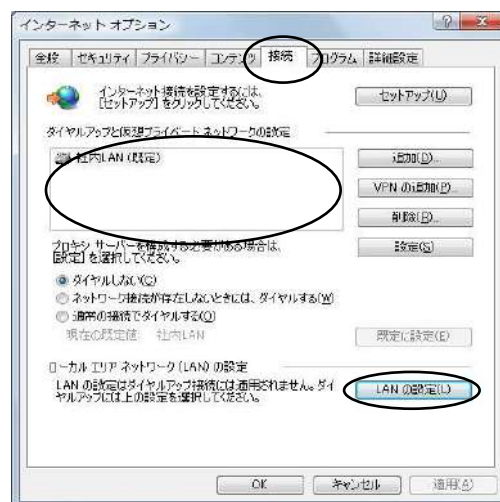 インターネット オプション
全般 セキュリティ プライバシー コンテンツ 接続 プログラム 詳細設定
インターネット接続を設定するには、
[セットアップ] をクリックしてください。
セットアップ(U)
ダイヤルアップと仮想プライベート ネットワークの設定
社内LAN (既定)
追加(D)...
VPN の追加(P)...
削除(R)...
プロキシ サーバーを構成する必要がある場合は、
[設定] を選択してください。
設定(S)
ダイヤルしない(C)
ネットワーク接続が存在しないときには、ダイヤルする(W)
通常の接続でダイヤルする(O)
現在の既定値: 社内LAN
既定に設定(E)
ローカル エリア ネットワーク (LAN) の設定
LAN の設定はダイヤルアップ接続には適用されません。ダイ
ヤルアップには上の設定を選択してください。
LAN の設定(L)
OK キャンセル 適用(A)